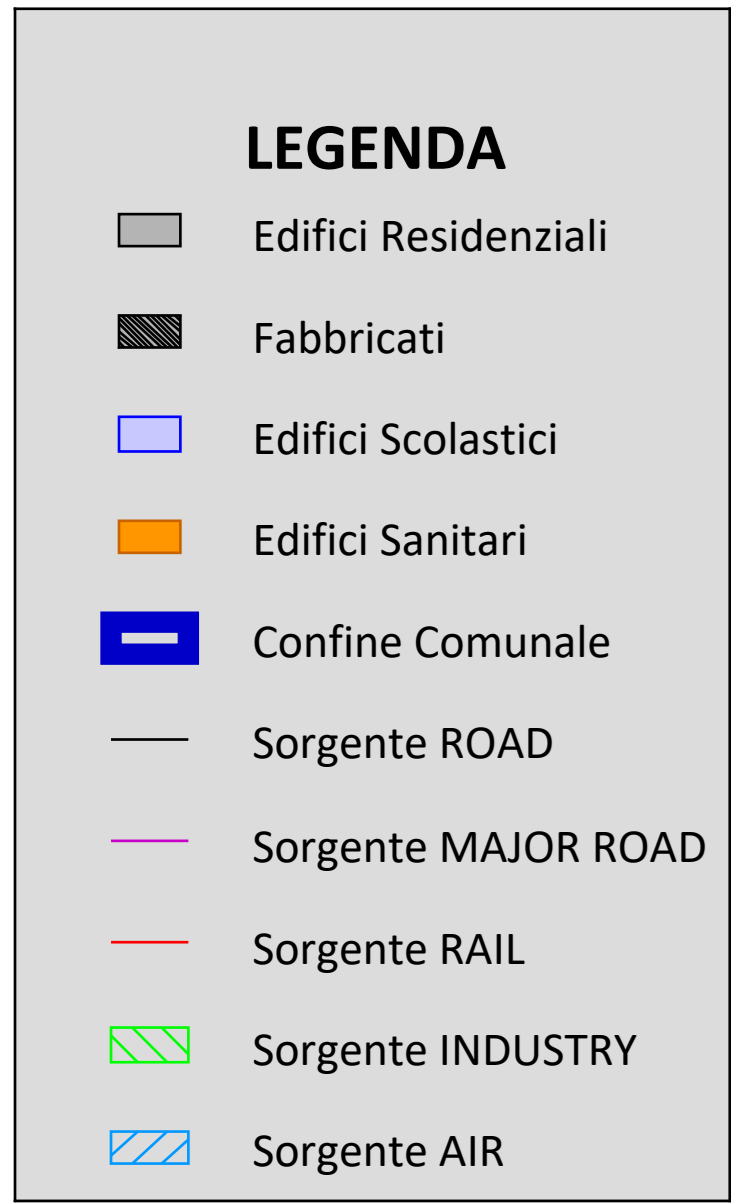 LEGENDA
Edifici Residenziali
Fabbricati
Edifici Scolastici
Edifici Sanitari
Confine Comunale
Sorgente ROAD
Sorgente MAJOR ROAD
Sorgente RAIL
Sorgente INDUSTRY
Sorgente AIR